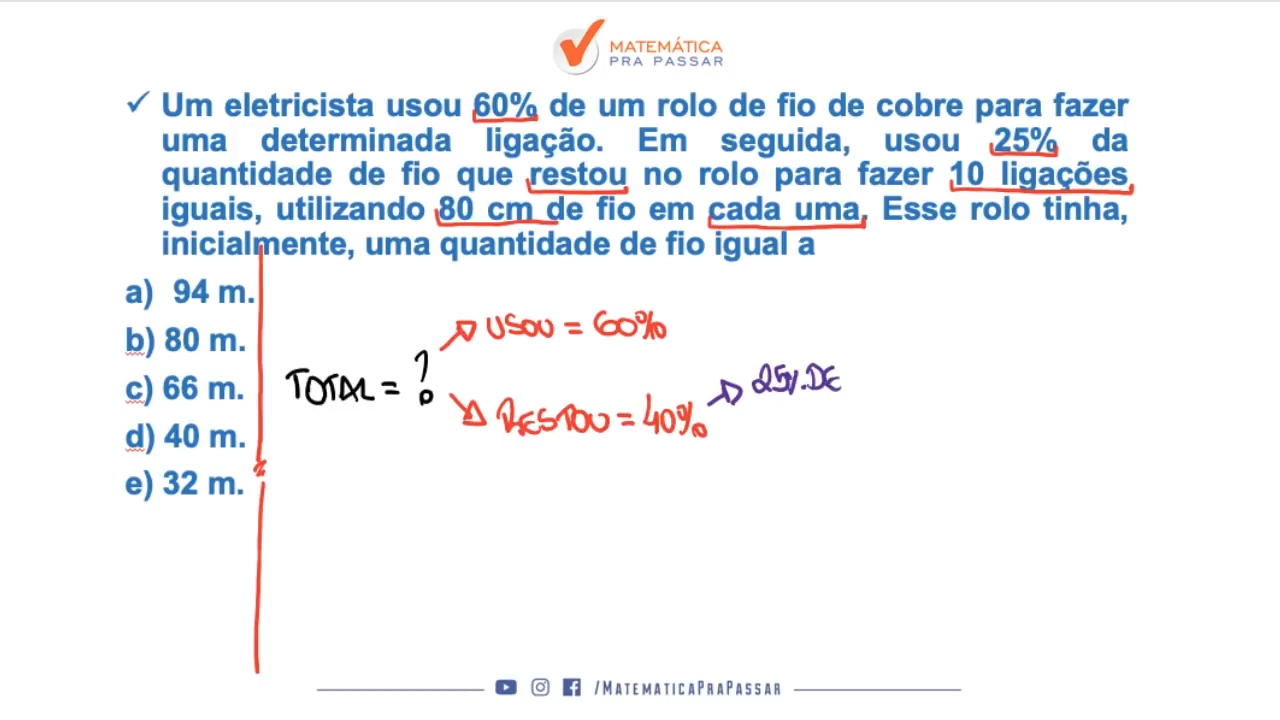 MATEMÁTICA
PRA PASSAR
✓ Um eletricista usou 60% de um rolo de fio de cobre para fazer
uma determinada ligação. Em seguida, usou 25% da
quantidade de fio que restou no rolo para fazer 10 ligações
iguais, utilizando 80 cm de fio em cada uma. Esse rolo tinha,
inicialmente, uma quantidade de fio igual a
a) 94 m.
b) 80 m.
c) 66 m.
d) 40 m.
e) 32 m.
USOU = 60%
TOTAL = ?
25%.DE
RESTOU = 40%
/MATEMATICAPRAPASSAR